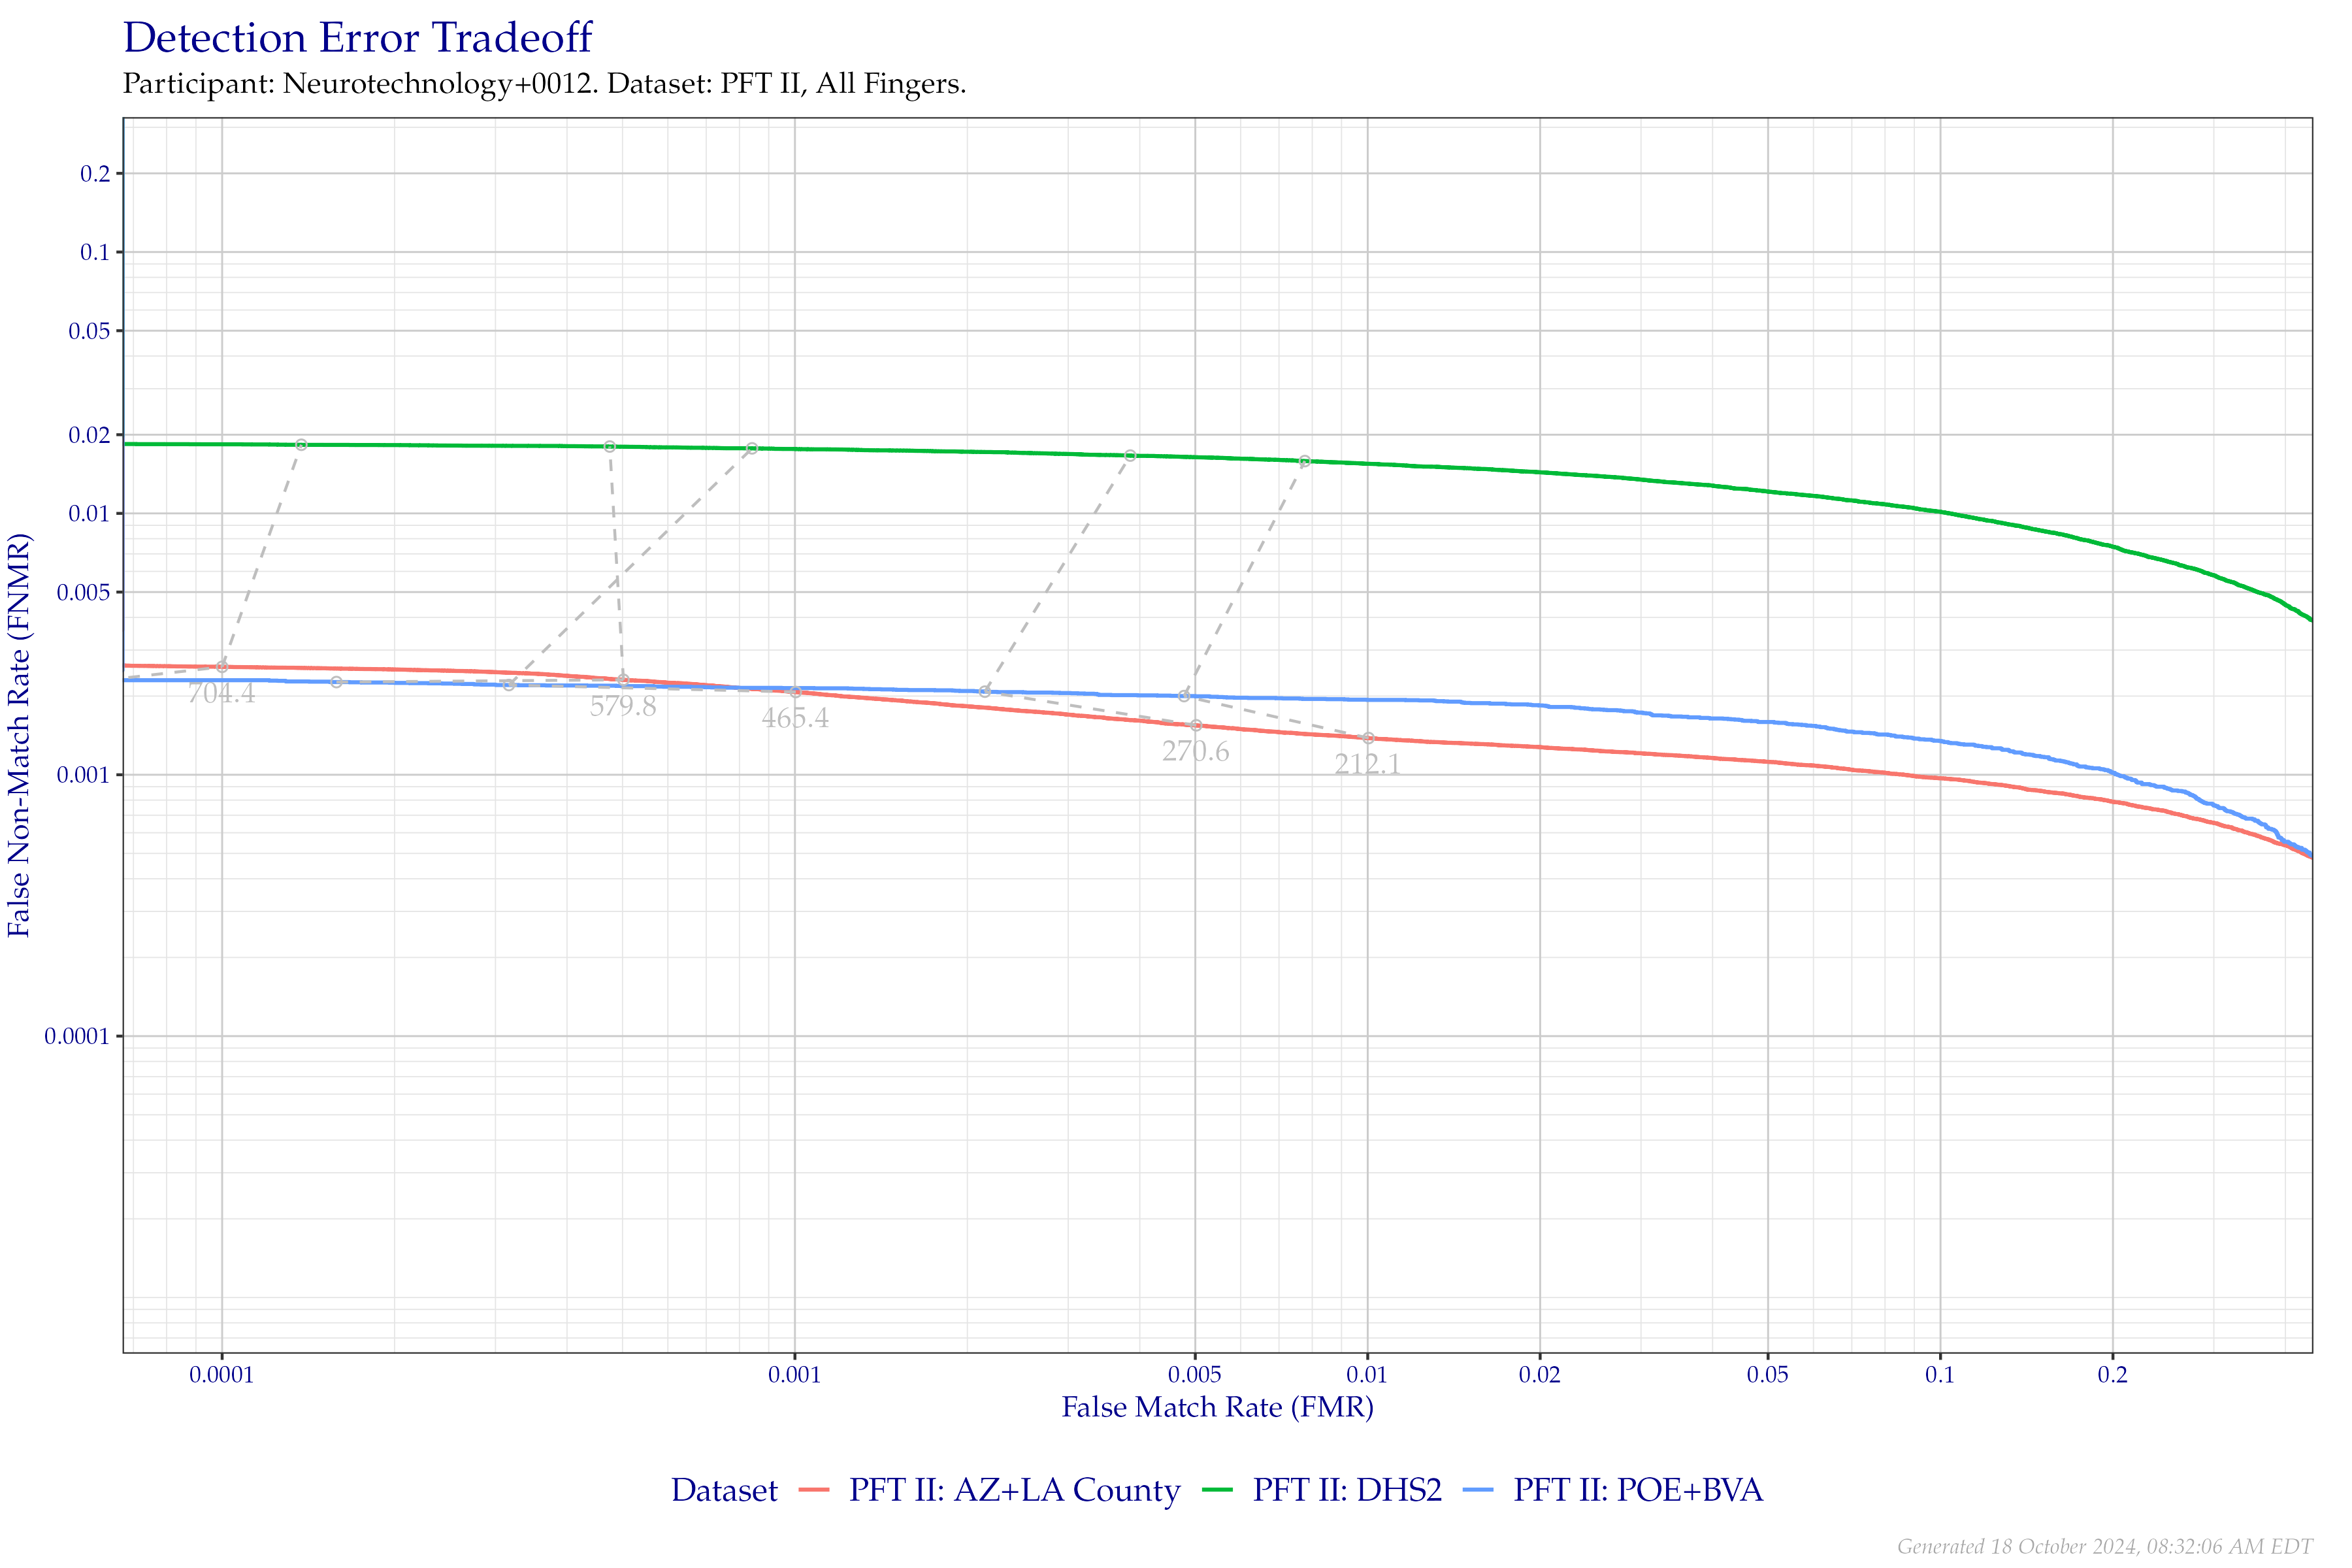 Detection Error Tradeoff
Participant: Neurotechnology+0012. Dataset: PFT II, All Fingers.
False Non-Match Rate (FNMR)
0.2
0.1
0.05
0.02
0.01
0.005
0.001
0.0001
704.4
579.8
465.4
270.6
212.1
0.0001
0.001
0.005
0.01
0.02
0.05
0.1
0.2
False Match Rate (FMR)
Dataset
PFT II: AZ+LA County
PFT II: DHS2
PFT II: POE+BVA
Generated 18 October 2024, 08:32:06 AM EDT